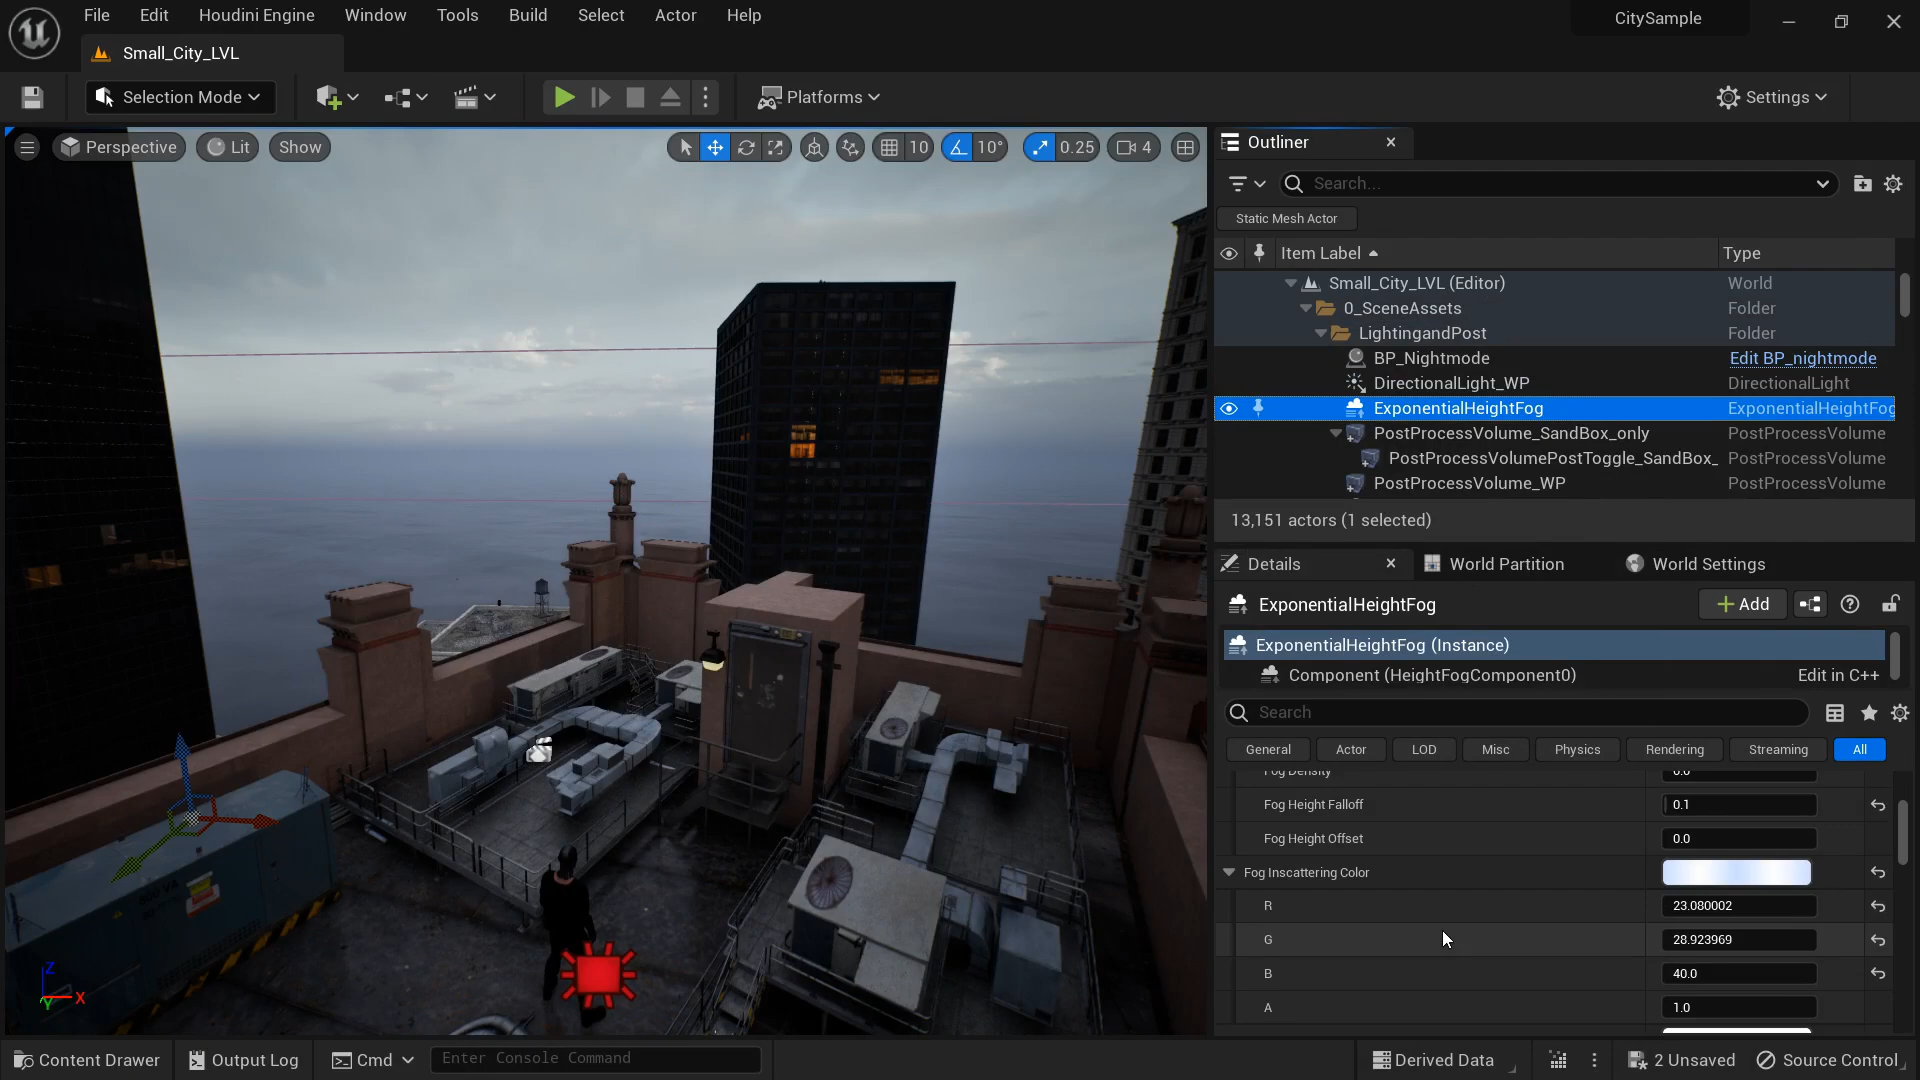 File Edit Houdini Engine Window Tools Build Select Actor Help
CitySample
Small_City_LVL
Selection Mode
Platforms
Settings
Perspective Lit Show
10 10° 0.25 4
Outliner
Search...
Static Mesh Actor
Item Label Type
Small_City_LVL (Editor) World
0_SceneAssets Folder
LightingandPost Folder
BP_Nightmode Edit BP_nightmode
DirectionalLight_WP DirectionalLight
ExponentialHeightFog ExponentialHeightFog
PostProcessVolume_SandBox_only PostProcessVolume
PostProcessVolumePostToggle_SandBox_ PostProcessVolume
PostProcessVolume_WP PostProcessVolume
13,151 actors (1 selected)
Details World Partition World Settings
ExponentialHeightFog
Add
ExponentialHeightFog (Instance)
Component (HeightFogComponent0) Edit in C++
Search
General Actor LOD Misc Physics Rendering Streaming All
Fog Density 0.0
Fog Height Falloff 0.1
Fog Height Offset 0.0
Fog Inscattering Color
R 23.080002
G 28.923969
B 40.0
A 1.0
Z
X
Y
Content Drawer Output Log Cmd Enter Console Command
Derived Data 2 Unsaved Source Control